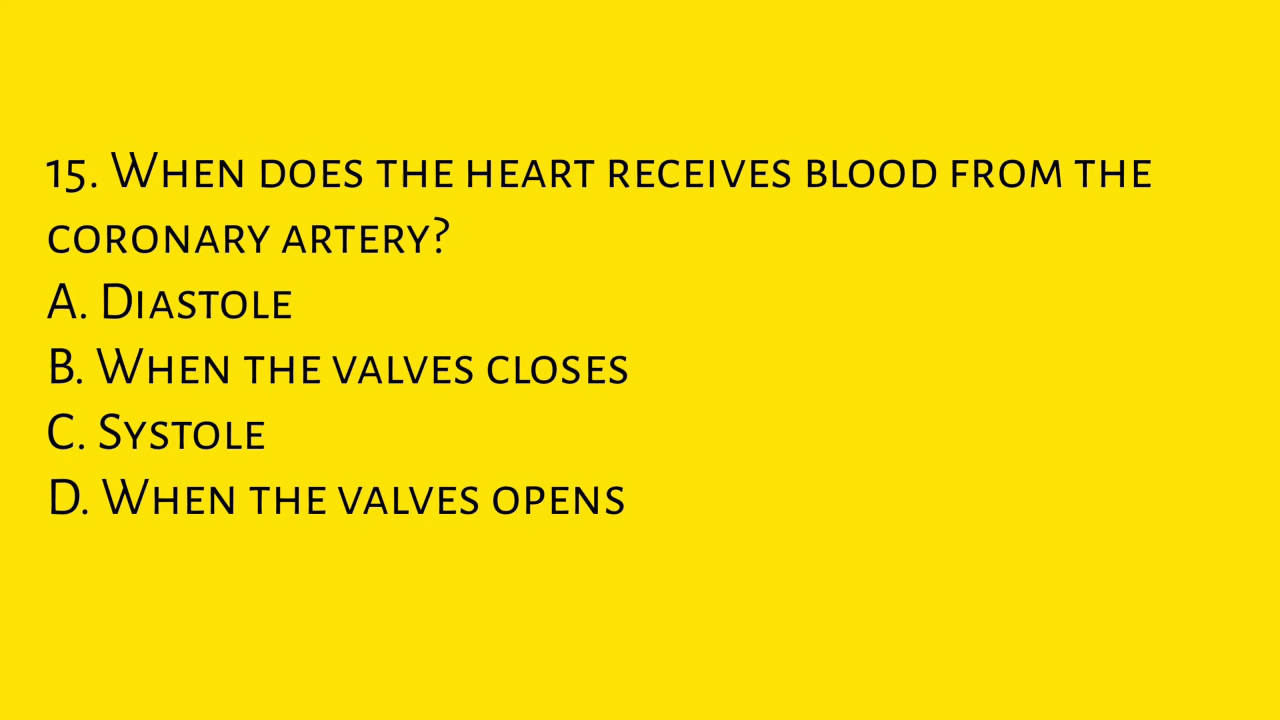 15. When does the heart receives blood from the
coronary artery?
A. Diastole
B. When the valves closes
C. Systole
D. When the valves opens